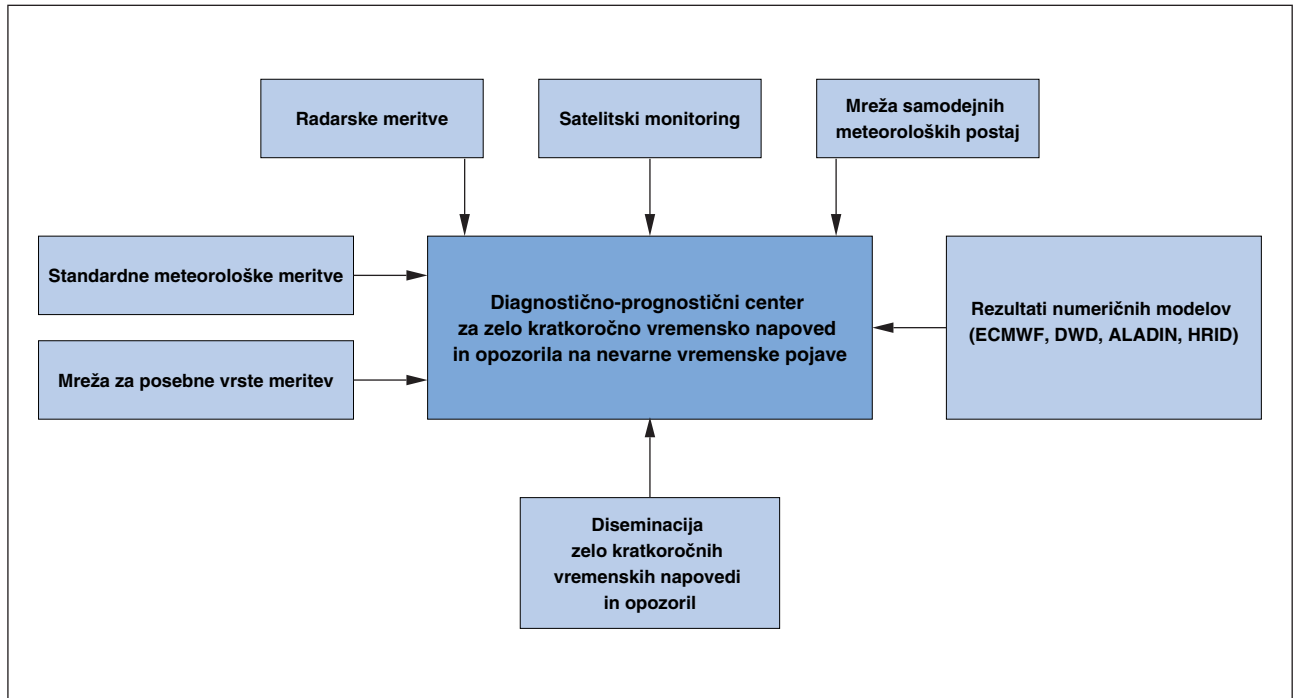 Radarske meritve
Satelitski monitoring
Mreža samodejnih
meteoroloških postaj
Standardne meteorološke meritve
Mreža za posebne vrste meritev
Diagnostično-prognostični center
za zelo kratkoročno vremensko napoved
in opozorila na nevarne vremenske pojave
Rezultati numeričnih modelov
(ECMWF, DWD, ALADIN, HRID)
Diseminacija
zelo kratkoročnih
vremenskih napovedi
in opozoril